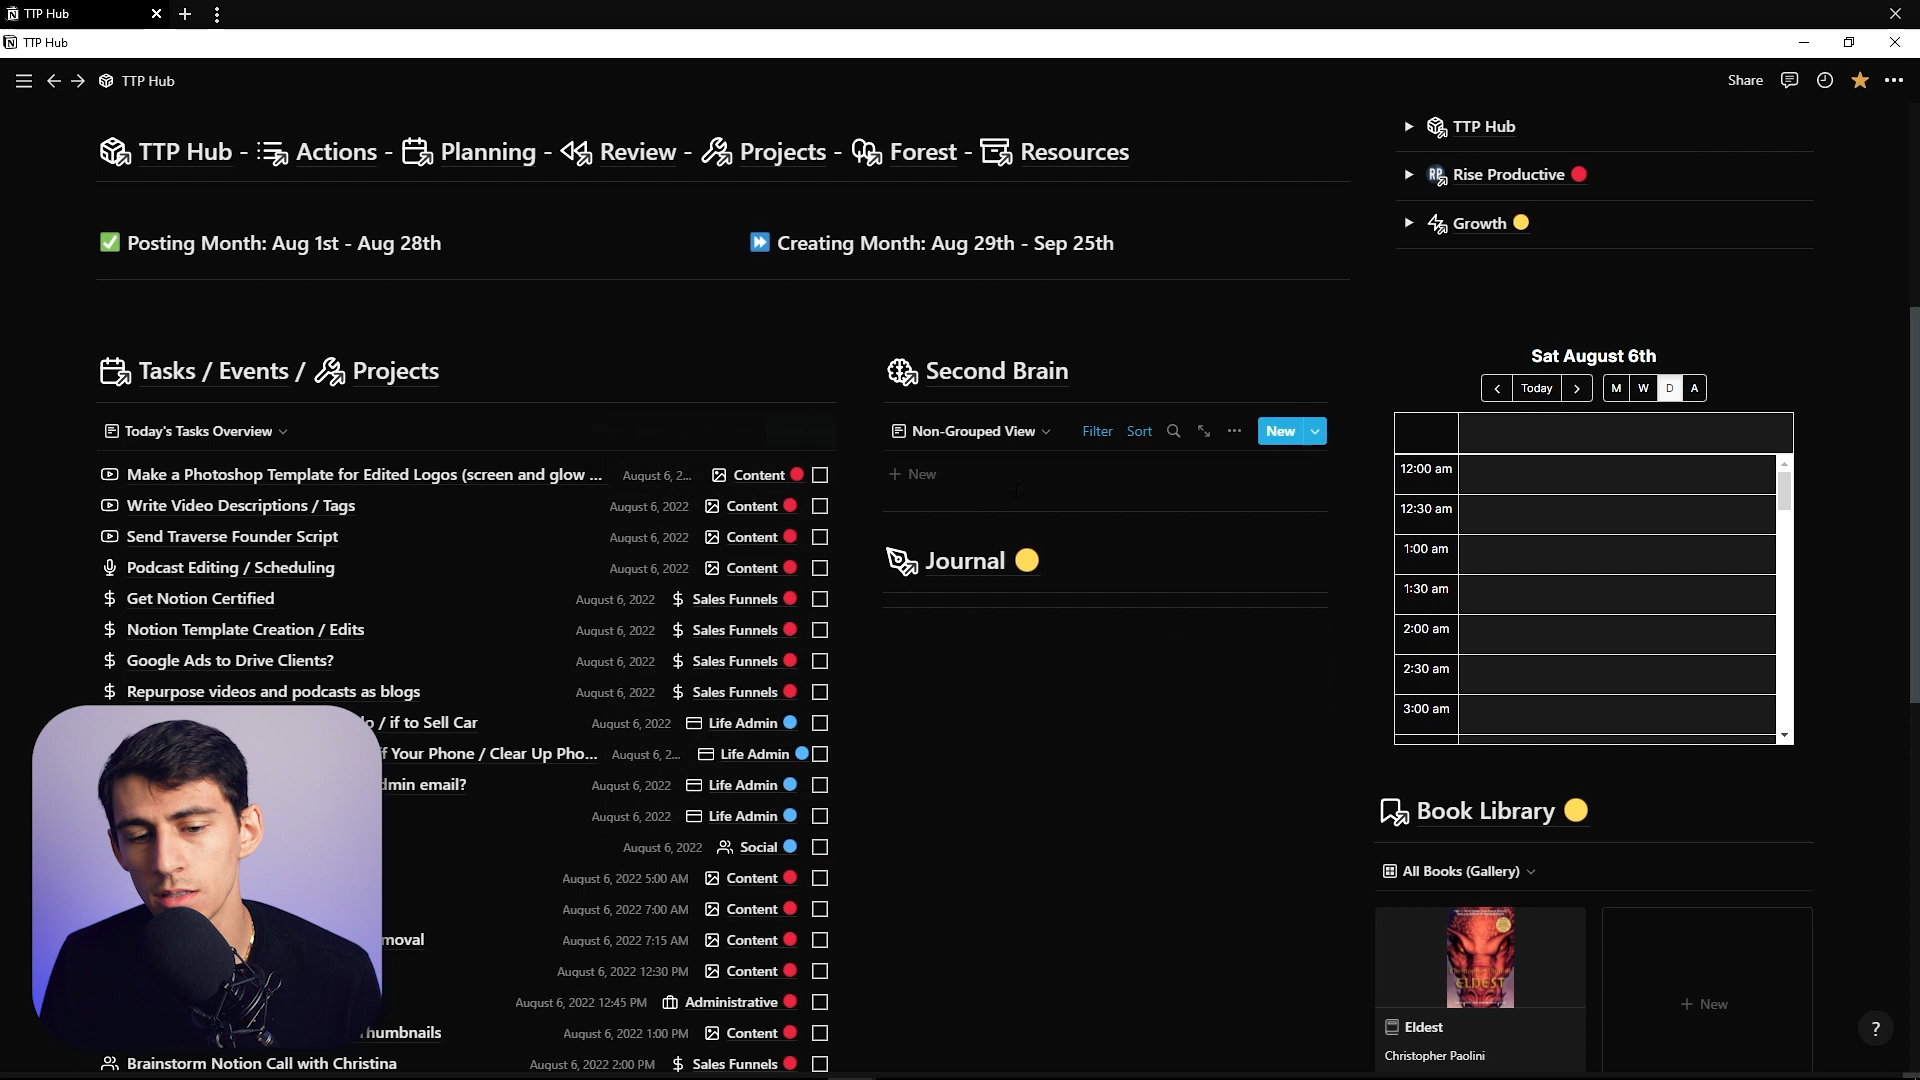 TTP Hub
TTP Hub
TTP Hub
Share
TTP Hub - Actions - Planning - Review - Projects - Forest - Resources
TTP Hub
RP Rise Productive
Growth
Posting Month: Aug 1st - Aug 28th
Creating Month: Aug 29th - Sep 25th
Tasks / Events / Projects
Today's Tasks Overview
Make a Photoshop Template for Edited Logos (screen and glow ... August 6, 2... Content
Write Video Descriptions / Tags August 6, 2022 Content
Send Traverse Founder Script August 6, 2022 Content
Podcast Editing / Scheduling August 6, 2022 Content
Get Notion Certified August 6, 2022 Sales Funnels
Notion Template Creation / Edits August 6, 2022 Sales Funnels
Google Ads to Drive Clients? August 6, 2022 Sales Funnels
Repurpose videos and podcasts as blogs August 6, 2022 Sales Funnels
/ if to Sell Car August 6, 2022 Life Admin
Your Phone / Clear Up Pho... August 6, 2... Life Admin
email? August 6, 2022 Life Admin
August 6, 2022 Life Admin
August 6, 2022 Social
August 6, 2022 5:00 AM Content
August 6, 2022 7:00 AM Content
moval August 6, 2022 7:15 AM Content
August 6, 2022 12:30 PM Content
August 6, 2022 12:45 PM Administrative
humbnails August 6, 2022 1:00 PM Content
Brainstorm Notion Call with Christina August 6, 2022 2:00 PM Sales Funnels
Second Brain
Non-Grouped View Filter Sort New
+ New
Journal
Sat August 6th
< Today > M W D A
12:00 am
12:30 am
1:00 am
1:30 am
2:00 am
2:30 am
3:00 am
Book Library
All Books (Gallery)
ELDEST
+ New
Eldest
Christopher Paolini
?